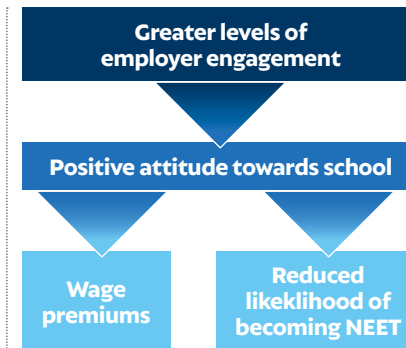 Greater levels of
employer engagement
Positive attitude towards school
Wage
premiums
Reduced
likeklihood of
becoming NEET